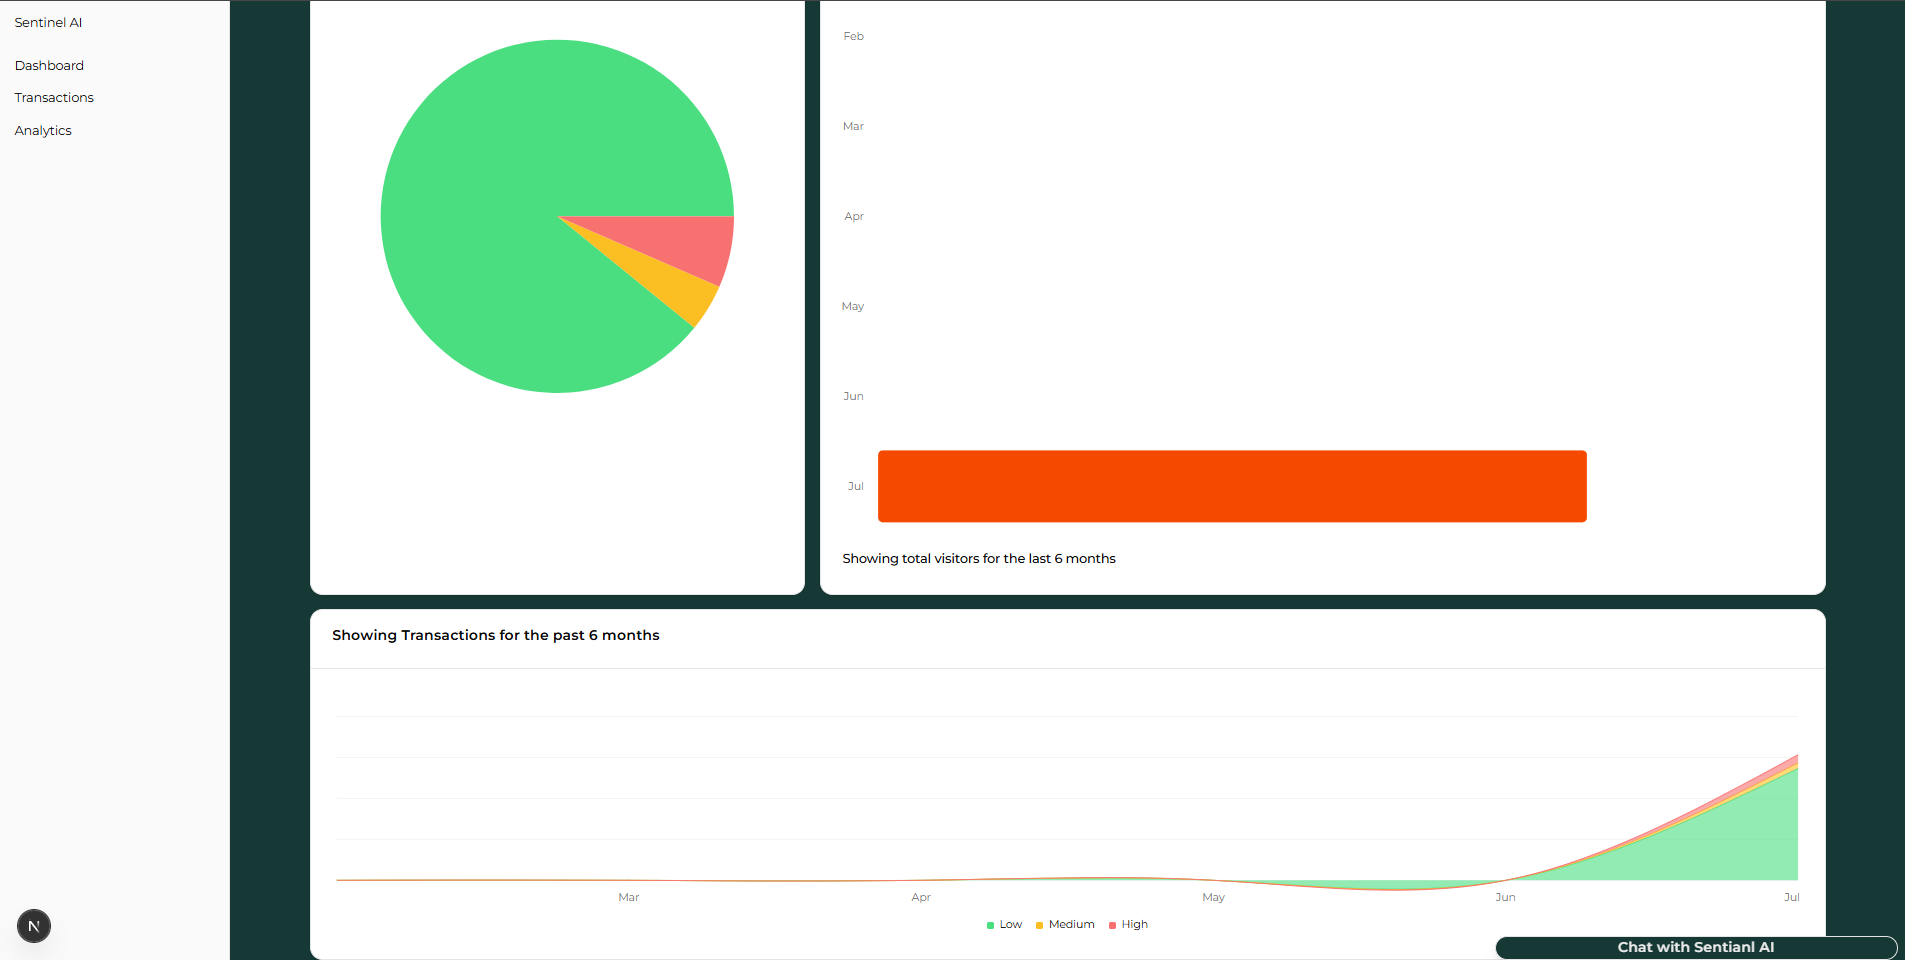 Sentinel AI
Dashboard
Transactions
Analytics
Feb
Mar
Apr
May
Jun
Jul
Showing total visitors for the last 6 months
Showing Transactions for the past 6 months
Mar Apr May Jun Jul
Low Medium High
N
Chat with Sentianl AI